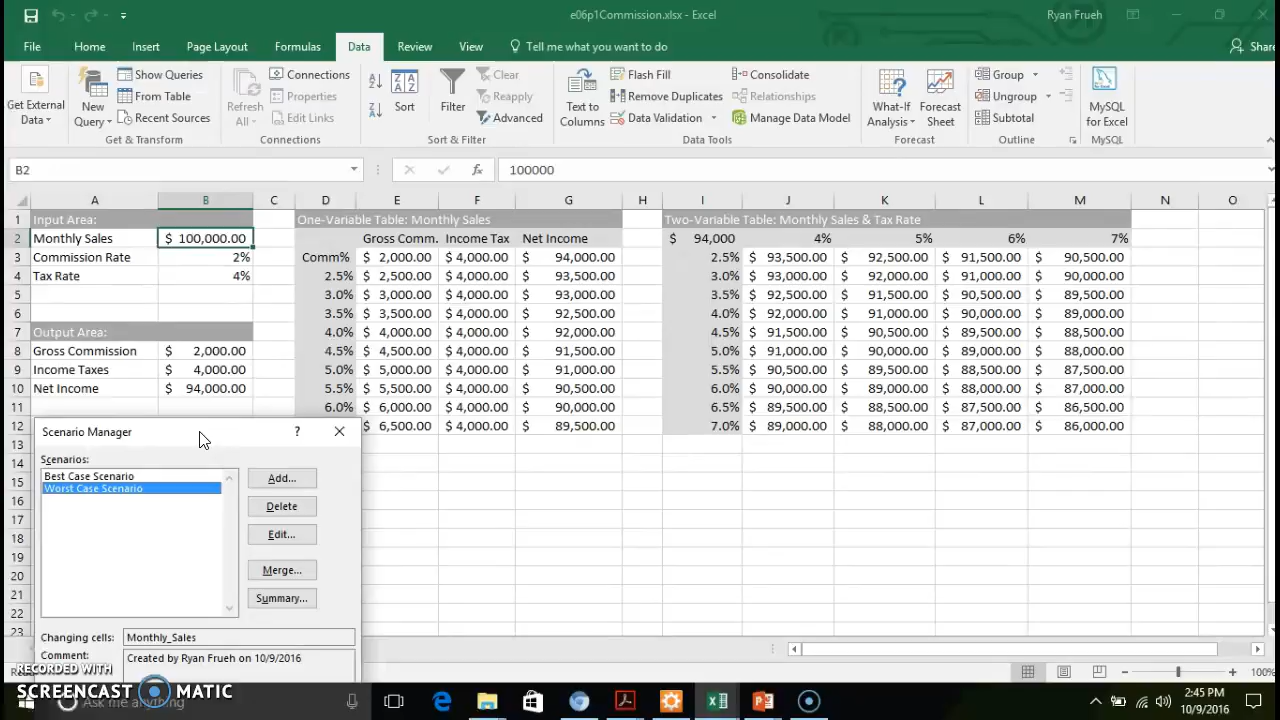 e06p1Commission.xlsx - Excel
Ryan Frueh
File Home Insert Page Layout Formulas Data Review View Tell me what you want to do Share
Get External Data
New Query
Show Queries
From Table
Recent Sources
Get & Transform
Refresh All
Connections
Properties
Edit Links
Connections
Sort
Filter
Clear
Reapply
Advanced
Sort & Filter
Text to Columns
Flash Fill
Remove Duplicates
Data Validation
Consolidate
Relationships
Manage Data Model
Data Tools
What-If Analysis
Forecast Sheet
Forecast
Group
Ungroup
Subtotal
Outline
MySQL for Excel
MySQL
B2 fx 100000
A B C D E F G H I J K L M N O
1 Input Area: One-Variable Table: Monthly Sales Two-Variable Table: Monthly Sales & Tax Rate
2 Monthly Sales $ 100,000.00 Gross Comm. Income Tax Net Income $ 94,000 4% 5% 6% 7%
3 Commission Rate 2% Comm% $ 2,000.00 $ 4,000.00 $ 94,000.00 2.5% $ 93,500.00 $ 92,500.00 $ 91,500.00 $ 90,500.00
4 Tax Rate 4% 2.5% $ 2,500.00 $ 4,000.00 $ 93,500.00 3.0% $ 93,000.00 $ 92,000.00 $ 91,000.00 $ 90,000.00
5 3.0% $ 3,000.00 $ 4,000.00 $ 93,000.00 3.5% $ 92,500.00 $ 91,500.00 $ 90,500.00 $ 89,500.00
6 3.5% $ 3,500.00 $ 4,000.00 $ 92,500.00 4.0% $ 92,000.00 $ 91,000.00 $ 90,000.00 $ 89,000.00
7 Output Area: 4.0% $ 4,000.00 $ 4,000.00 $ 92,000.00 4.5% $ 91,500.00 $ 90,500.00 $ 89,500.00 $ 88,500.00
8 Gross Commission $ 2,000.00 4.5% $ 4,500.00 $ 4,000.00 $ 91,500.00 5.0% $ 91,000.00 $ 90,000.00 $ 89,000.00 $ 88,000.00
9 Income Taxes $ 4,000.00 5.0% $ 5,000.00 $ 4,000.00 $ 91,000.00 5.5% $ 90,500.00 $ 89,500.00 $ 88,500.00 $ 87,500.00
10 Net Income $ 94,000.00 5.5% $ 5,500.00 $ 4,000.00 $ 90,500.00 6.0% $ 90,000.00 $ 89,000.00 $ 88,000.00 $ 87,000.00
11 6.0% $ 6,000.00 $ 4,000.00 $ 90,000.00 6.5% $ 89,500.00 $ 88,500.00 $ 87,500.00 $ 86,500.00
12 $ 6,500.00 $ 4,000.00 $ 89,500.00 7.0% $ 89,000.00 $ 88,000.00 $ 87,000.00 $ 86,000.00
13
14
15
16
17
18
19
20
21
22
23
Scenario Manager ? 
Scenarios:
Best Case Scenario
Worst Case Scenario
Add...
Delete
Edit...
Merge...
Summary...
Changing cells: Monthly_Sales
Comment: Created by Ryan Frueh on 10/9/2016
100%
RECORDED WITH
SCREENCAST MATIC
Ask me anything
2:45 PM
10/9/2016